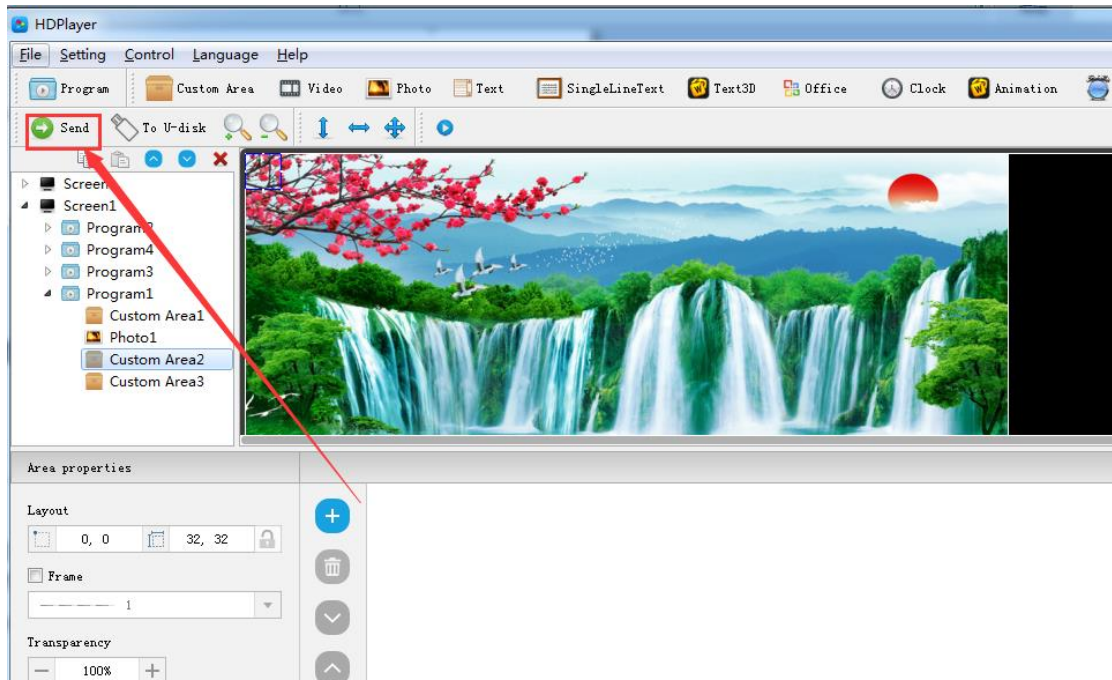 HDPlayer
File Setting Control Language Help
Program Custom Area Video Photo Text SingleLineText Text3D Office Clock Animation
Send To U-disk
Screen
Screen1
Program4
Program3
Program1
Custom Area1
Photo1
Custom Area2
Custom Area3
Area properties
Layout
0, 0 32, 32
Frame
1
Transparency
100%